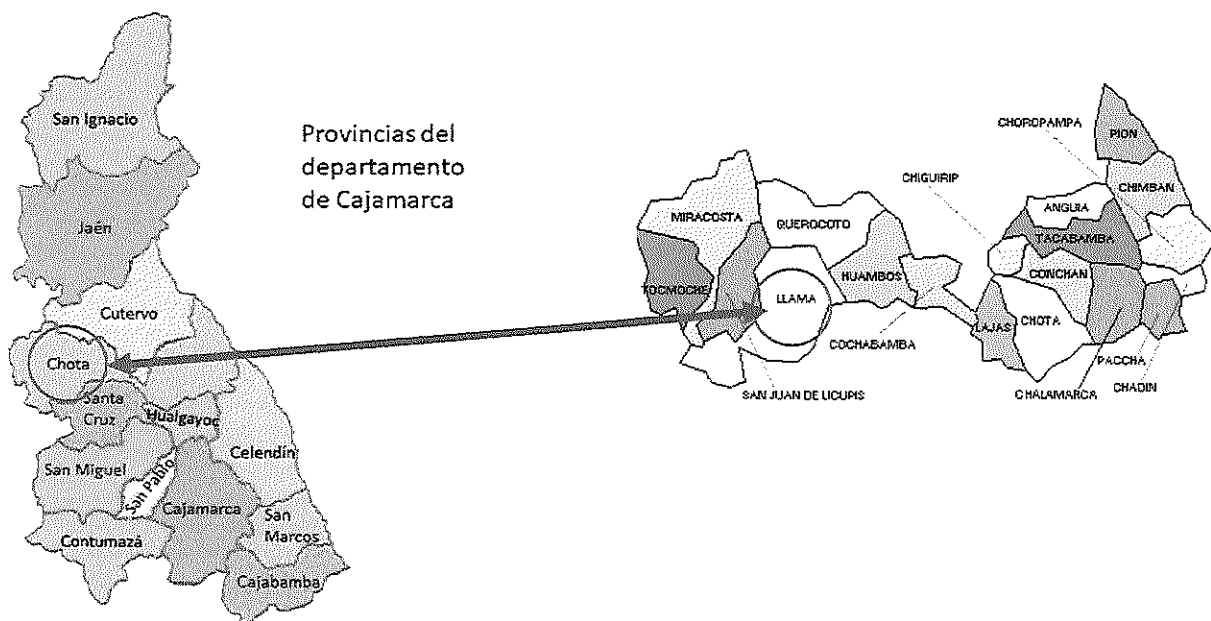 San Ignacio
Jaén
Cutervo
Chota
Santa
Cruz
Hualgayoc
Celendín
San Miguel
San Pablo
Cajamarca
San
Marcos
Contumazá
Cajabamba
Provincias del
departamento
de Cajamarca
MIRACOSTA
QUEROCOTO
TOCMOCHE
LLAMA
HUAMBOS
COCHABAMBA
SAN JUAN DE LICUPIS
CHIGUIRIP
CHOROPAMPA
PION
CHIMBAN
ANGUIA
TACABAMBA
CONCHAN
LAJAS
CHOTA
PACCHA
CHALAMARCA
CHADIN